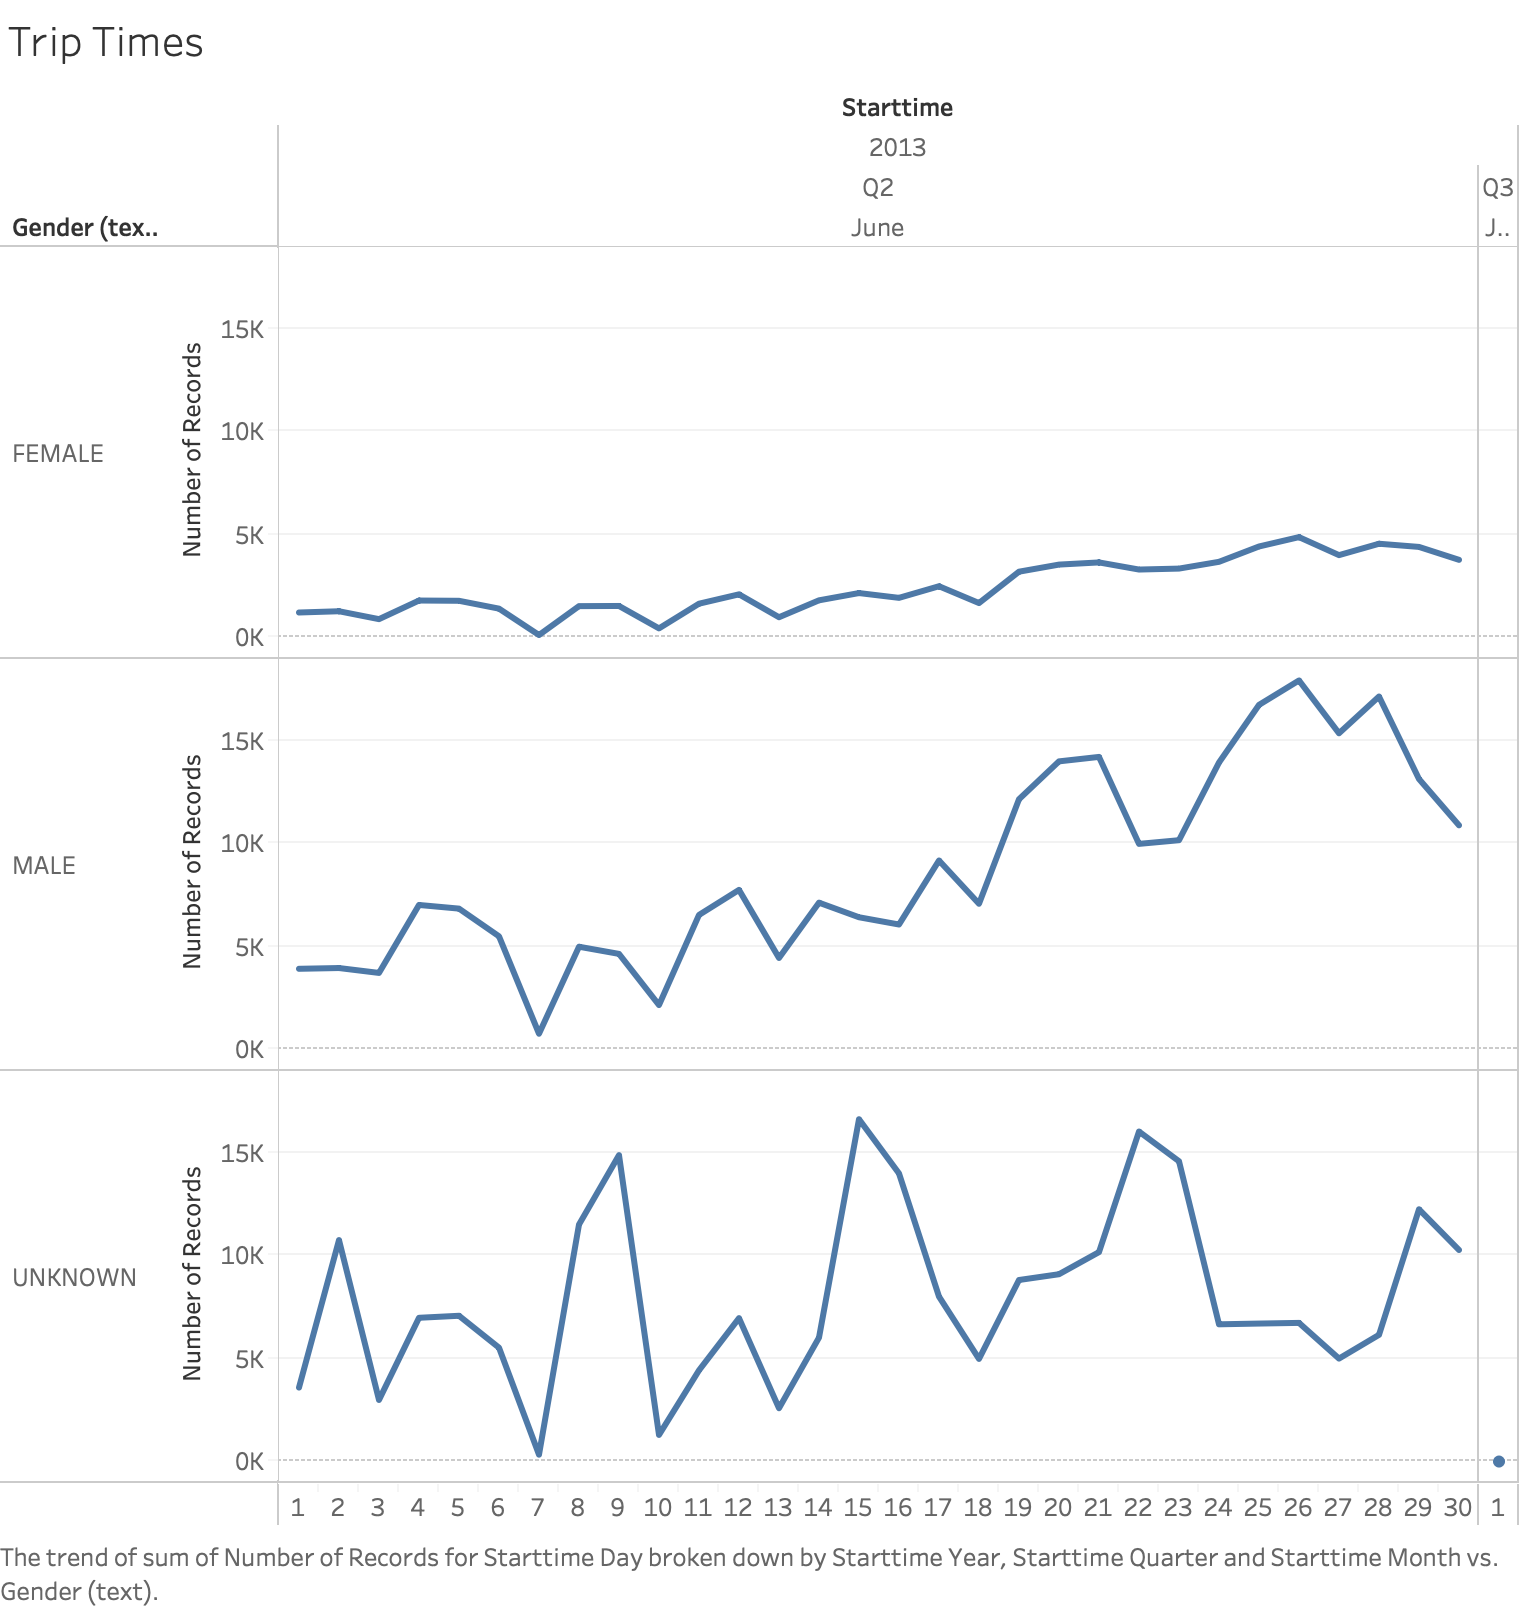 Trip Times
Starttime
2013
Q2
Q3
Gender (tex..
June
J..
FEMALE
Number of Records
15K
10K
5K
0K
MALE
Number of Records
15K
10K
5K
0K
UNKNOWN
Number of Records
15K
10K
5K
0K
1 2 3 4 5 6 7 8 9 10 11 12 13 14 15 16 17 18 19 20 21 22 23 24 25 26 27 28 29 30 1
The trend of sum of Number of Records for Starttime Day broken down by Starttime Year, Starttime Quarter and Starttime Month vs.
Gender (text).